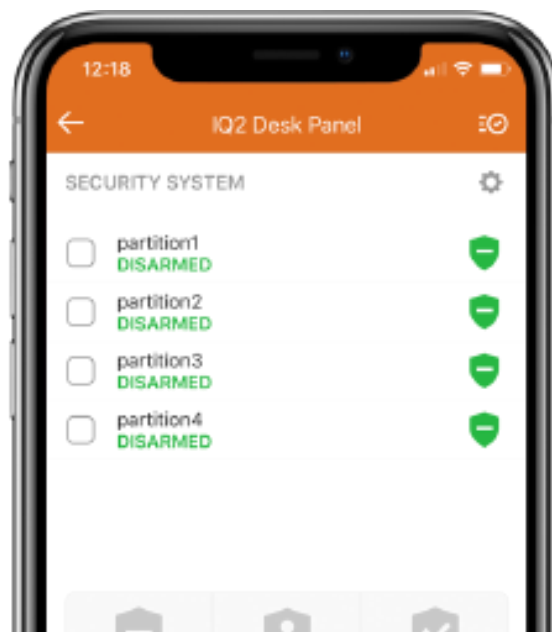 12:18
IQ2 Desk Panel
SECURITY SYSTEM
partition1
DISARMED
partition2
DISARMED
partition3
DISARMED
partition4
DISARMED